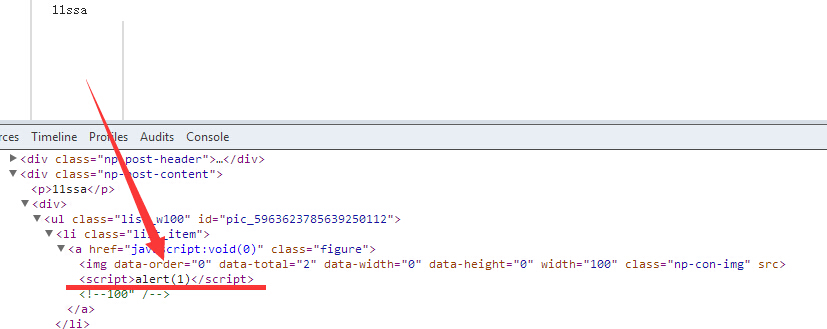 11ssa
rces Timeline Profiles Audits Console
▶<div class="np-post-header">…</div>
▼<div class="np-post-content">
<p>11ssa</p>
▼<div>
▼<ul class="list_w100" id="pic_5963623785639250112">
▼<li class="list_item">
▼<a href="javascript:void(0)" class="figure">
<img data-order="0" data-total="2" data-width="0" data-height="0" width="100" class="np-con-img" src>
<script>alert(1)</script>
<!--100" />-->
</a>
</li>